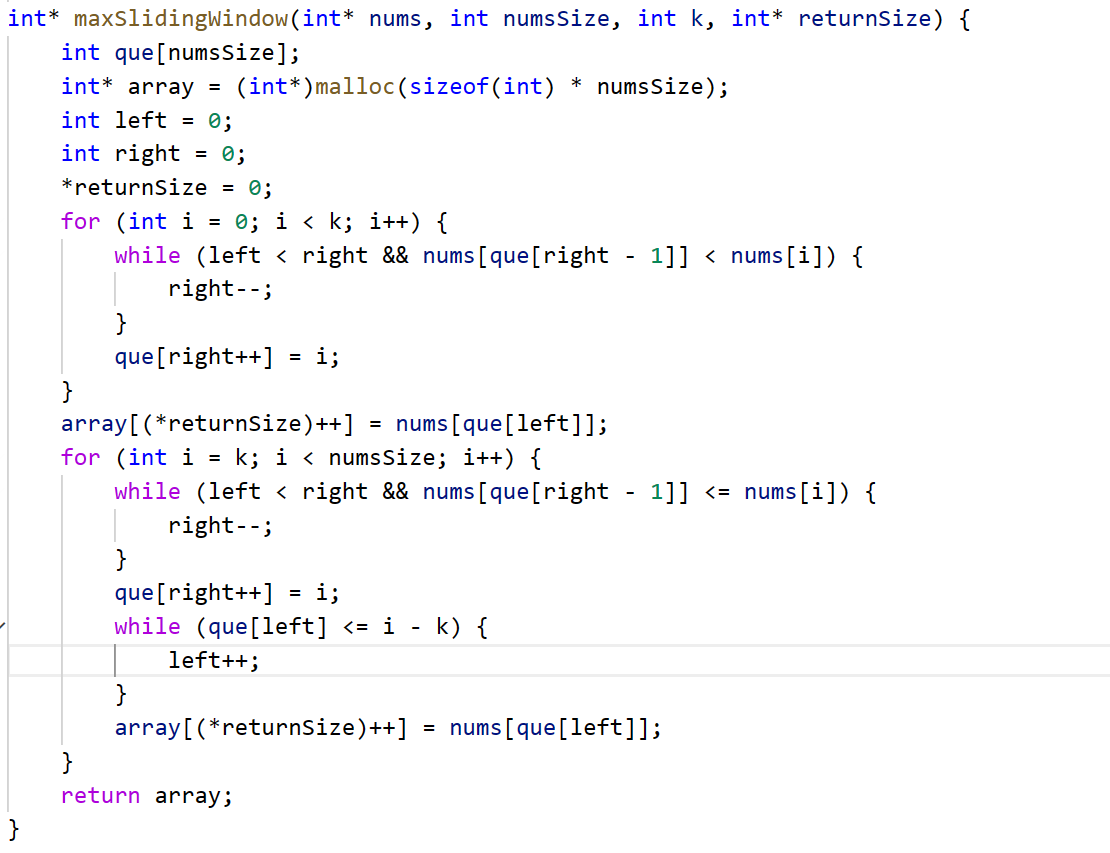 int* maxSlidingWindow(int* nums, int numsSize, int k, int* returnSize) {
    int que[numsSize];
    int* array = (int*)malloc(sizeof(int) * numsSize);
    int left = 0;
    int right = 0;
    *returnSize = 0;
    for (int i = 0; i < k; i++) {
        while (left < right && nums[que[right - 1]] < nums[i]) {
            right--;
        }
        que[right++] = i;
    }
    array[(*returnSize)++] = nums[que[left]];
    for (int i = k; i < numsSize; i++) {
        while (left < right && nums[que[right - 1]] <= nums[i]) {
            right--;
        }
        que[right++] = i;
        while (que[left] <= i - k) {
            left++;
        }
        array[(*returnSize)++] = nums[que[left]];
    }
    return array;
}